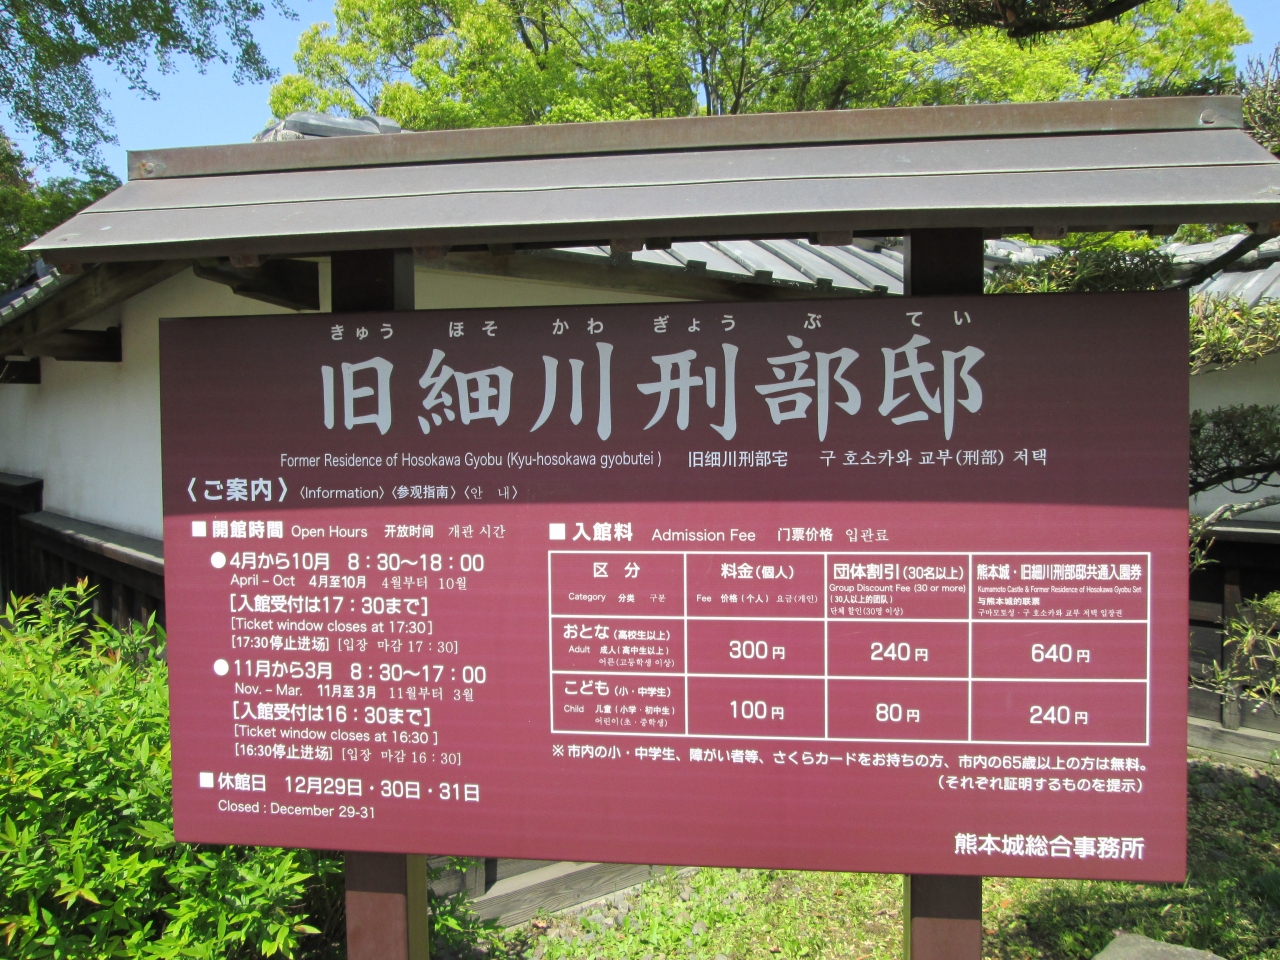 きゅう ほそ かわ ぎょう ぶ てい
旧細川刑部邸
Former Residence of Hosokawa Gyobu (Kyu-hosokawa gyobutei ) 旧细川刑部宅 구 호소카와 교부(刑部) 저택
〈ご案内〉〈Information〉〈参观指南〉〈안 내〉
■ 開館時間 Open Hours 开放时间 개관 시간
●4月から10月 8：30～18：00
April – Oct 4月至10月 4월부터 10월
[入館受付は17：30まで]
[Ticket window closes at 17:30]
[17:30停止进场] [입장 마감 17：30]
●11月から3月 8：30～17：00
Nov. – Mar. 11月至3月 11월부터 3월
[入館受付は16：30まで]
[Ticket window closes at 16:30 ]
[16:30停止进场] [입장 마감 16：30]
■ 休館日 12月29日・30日・31日
Closed : December 29-31
■ 入館料 Admission Fee 门票价格 입관료
区 分 料金(個人) 団体割引(30名以上) 熊本城・旧細川刑部邸共通入園券
Category 分类 구분 Fee 价格（个人）요금(개인) Group Discount Fee (30 or more) Kumamoto Castle & Former Residence of Hosokawa Gyobu Set
(30人以上的团队) 与熊本城的联票
단체 할인(30명 이상) 구마모토성・구 호소카와 교부 저택 입장권
おとな (高校生以上) 300円 240円 640円
Adult 成人(高中生以上)
어른(고등학생 이상)
こども (小・中学生) 100円 80円 240円
Child 儿童 (小学・初中生)
어린이(초・중학생)
※ 市内の小・中学生、障がい者等、さくらカードをお持ちの方、市内の65歳以上の方は無料。
（それぞれ証明するものを提示）
熊本城総合事務所